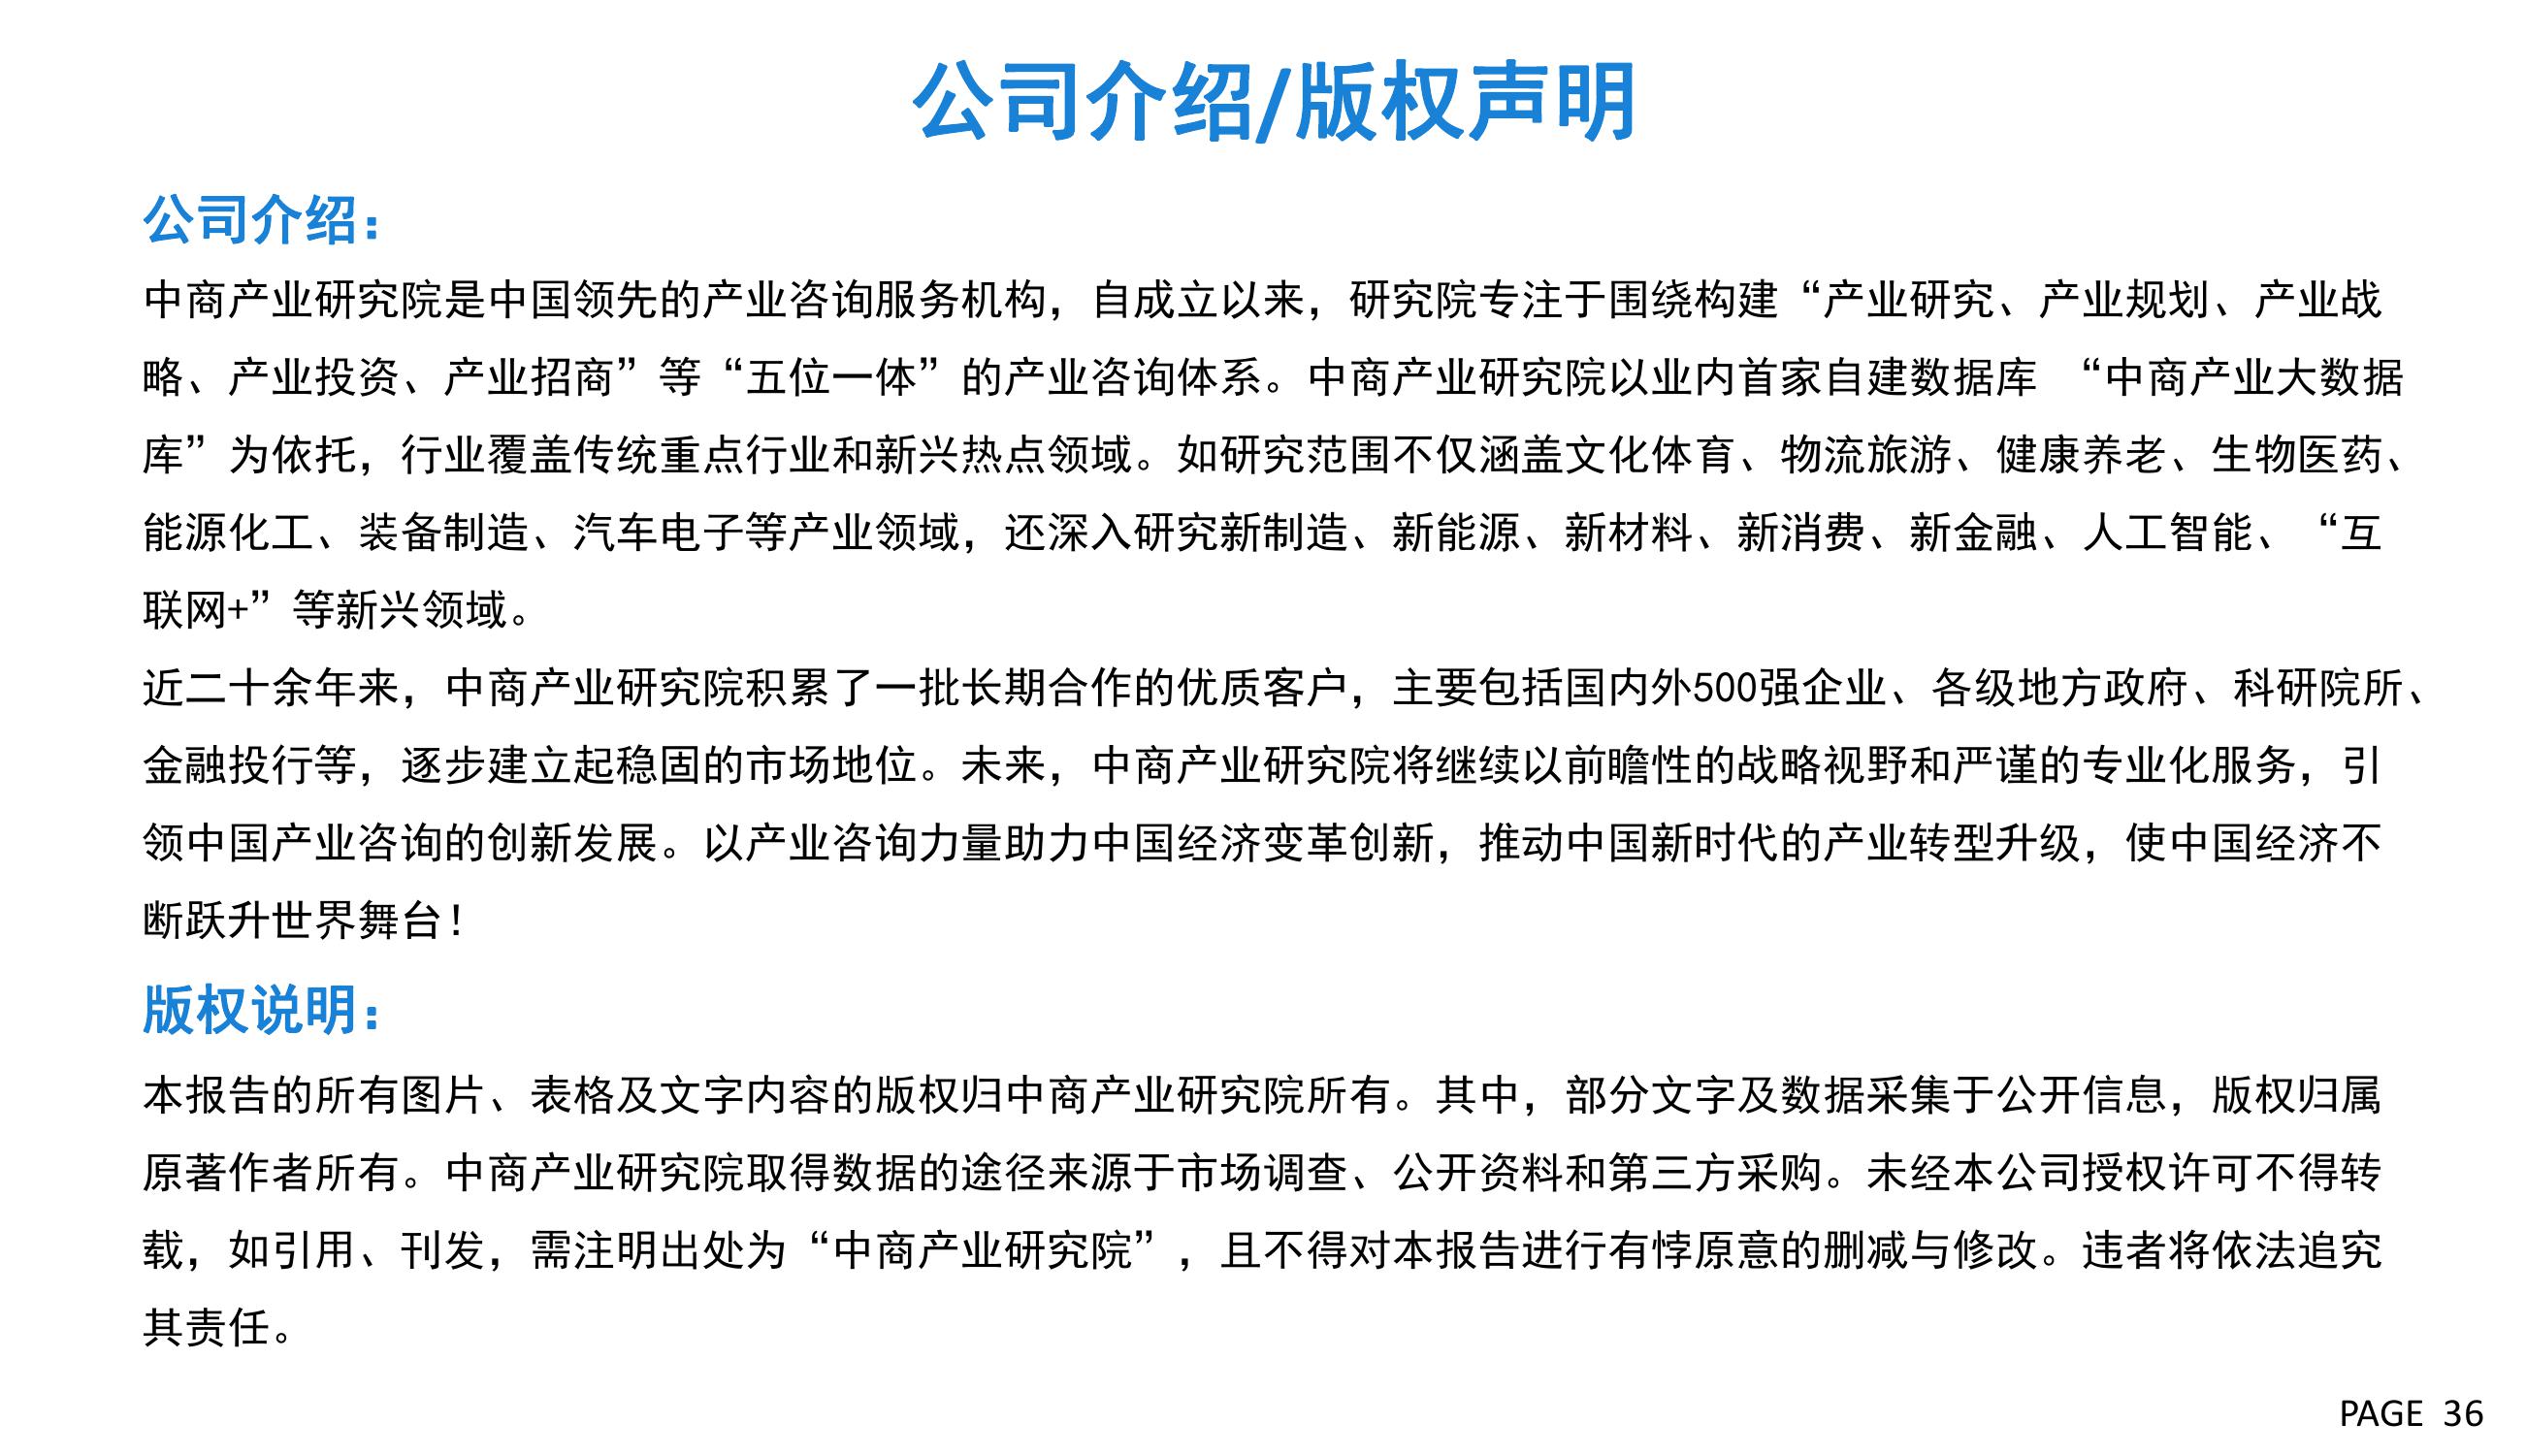 公司介绍/版权声明
公司介绍：
中商产业研究院是中国领先的产业咨询服务机构，自成立以来，研究院专注于围绕构建“产业研究、产业规划、产业战
略、产业投资、产业招商”等“五位一体”的产业咨询体系。中商产业研究院以业内首家自建数据库 “中商产业大数据
库”为依托，行业覆盖传统重点行业和新兴热点领域。如研究范围不仅涵盖文化体育、物流旅游、健康养老、生物医药、
能源化工、装备制造、汽车电子等产业领域，还深入研究新制造、新能源、新材料、新消费、新金融、人工智能、“互
联网+”等新兴领域。
近二十余年来，中商产业研究院积累了一批长期合作的优质客户，主要包括国内外500强企业、各级地方政府、科研院所、
金融投行等，逐步建立起稳固的市场地位。未来，中商产业研究院将继续以前瞻性的战略视野和严谨的专业化服务，引
领中国产业咨询的创新发展。以产业咨询力量助力中国经济变革创新，推动中国新时代的产业转型升级，使中国经济不
断跃升世界舞台！
版权说明：
本报告的所有图片、表格及文字内容的版权归中商产业研究院所有。其中，部分文字及数据采集于公开信息，版权归属
原著作者所有。中商产业研究院取得数据的途径来源于市场调查、公开资料和第三方采购。未经本公司授权许可不得转
载，如引用、刊发，需注明出处为“中商产业研究院”，且不得对本报告进行有悖原意的删减与修改。违者将依法追究
其责任。
PAGE 36